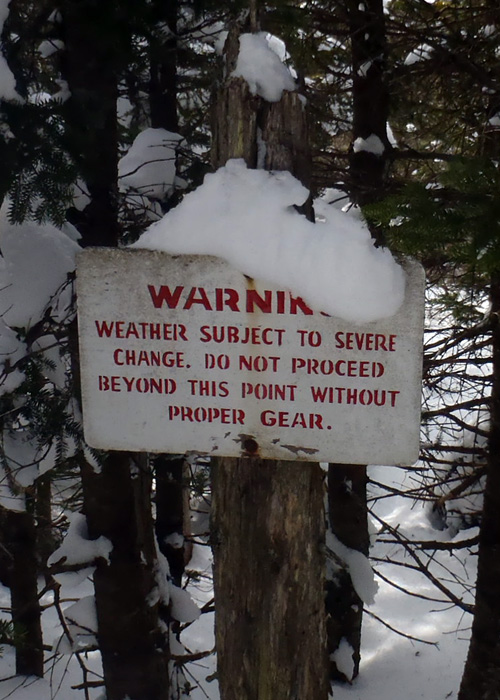 WARNIN
WEATHER SUBJECT TO SEVERE
CHANGE. DO NOT PROCEED
BEYOND THIS POINT WITHOUT
PROPER GEAR.